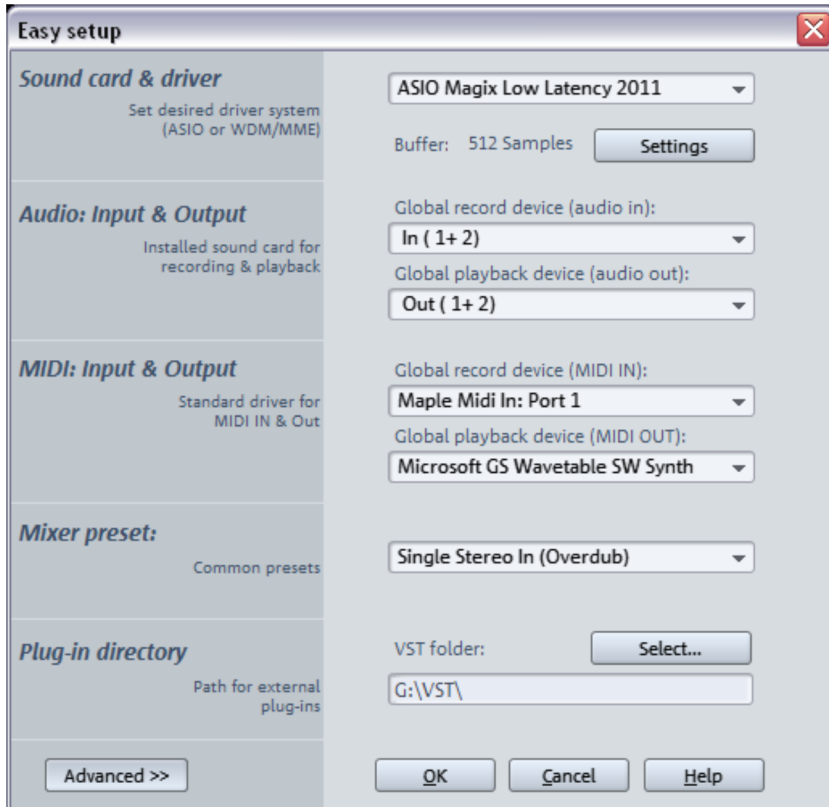 Easy setup
Sound card & driver
Set desired driver system
(ASIO or WDM/MME)
ASIO Magix Low Latency 2011
Buffer: 512 Samples
Settings
Audio: Input & Output
Installed sound card for
recording & playback
Global record device (audio in):
In ( 1+ 2)
Global playback device (audio out):
Out ( 1+ 2)
MIDI: Input & Output
Standard driver for
MIDI IN & Out
Global record device (MIDI IN):
Maple Midi In: Port 1
Global playback device (MIDI OUT):
Microsoft GS Wavetable SW Synth
Mixer preset:
Common presets
Single Stereo In (Overdub)
Plug-in directory
Path for external
plug-ins
VST folder:
Select...
G:\VST\
Advanced >>
OK
Cancel
Help